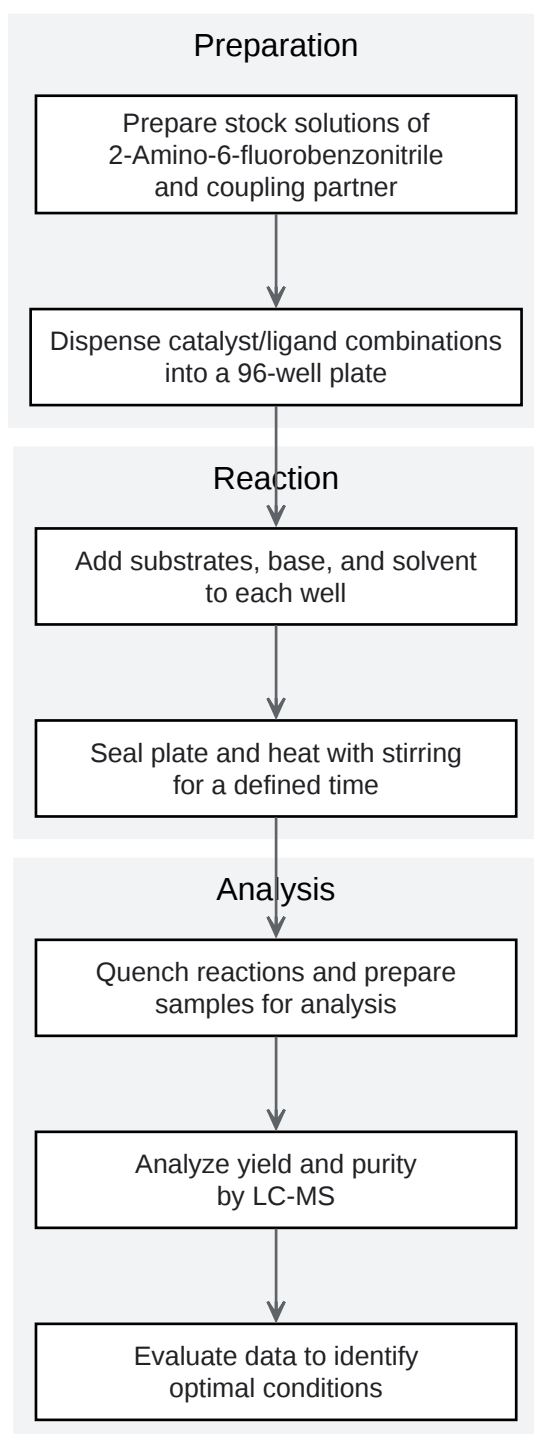 Preparation
Prepare stock solutions of
2-Amino-6-fluorobenzonitrile
and coupling partner
Dispense catalyst/ligand combinations
into a 96-well plate
Reaction
Add substrates, base, and solvent
to each well
Seal plate and heat with stirring
for a defined time
Analysis
Quench reactions and prepare
samples for analysis
Analyze yield and purity
by LC-MS
Evaluate data to identify
optimal conditions